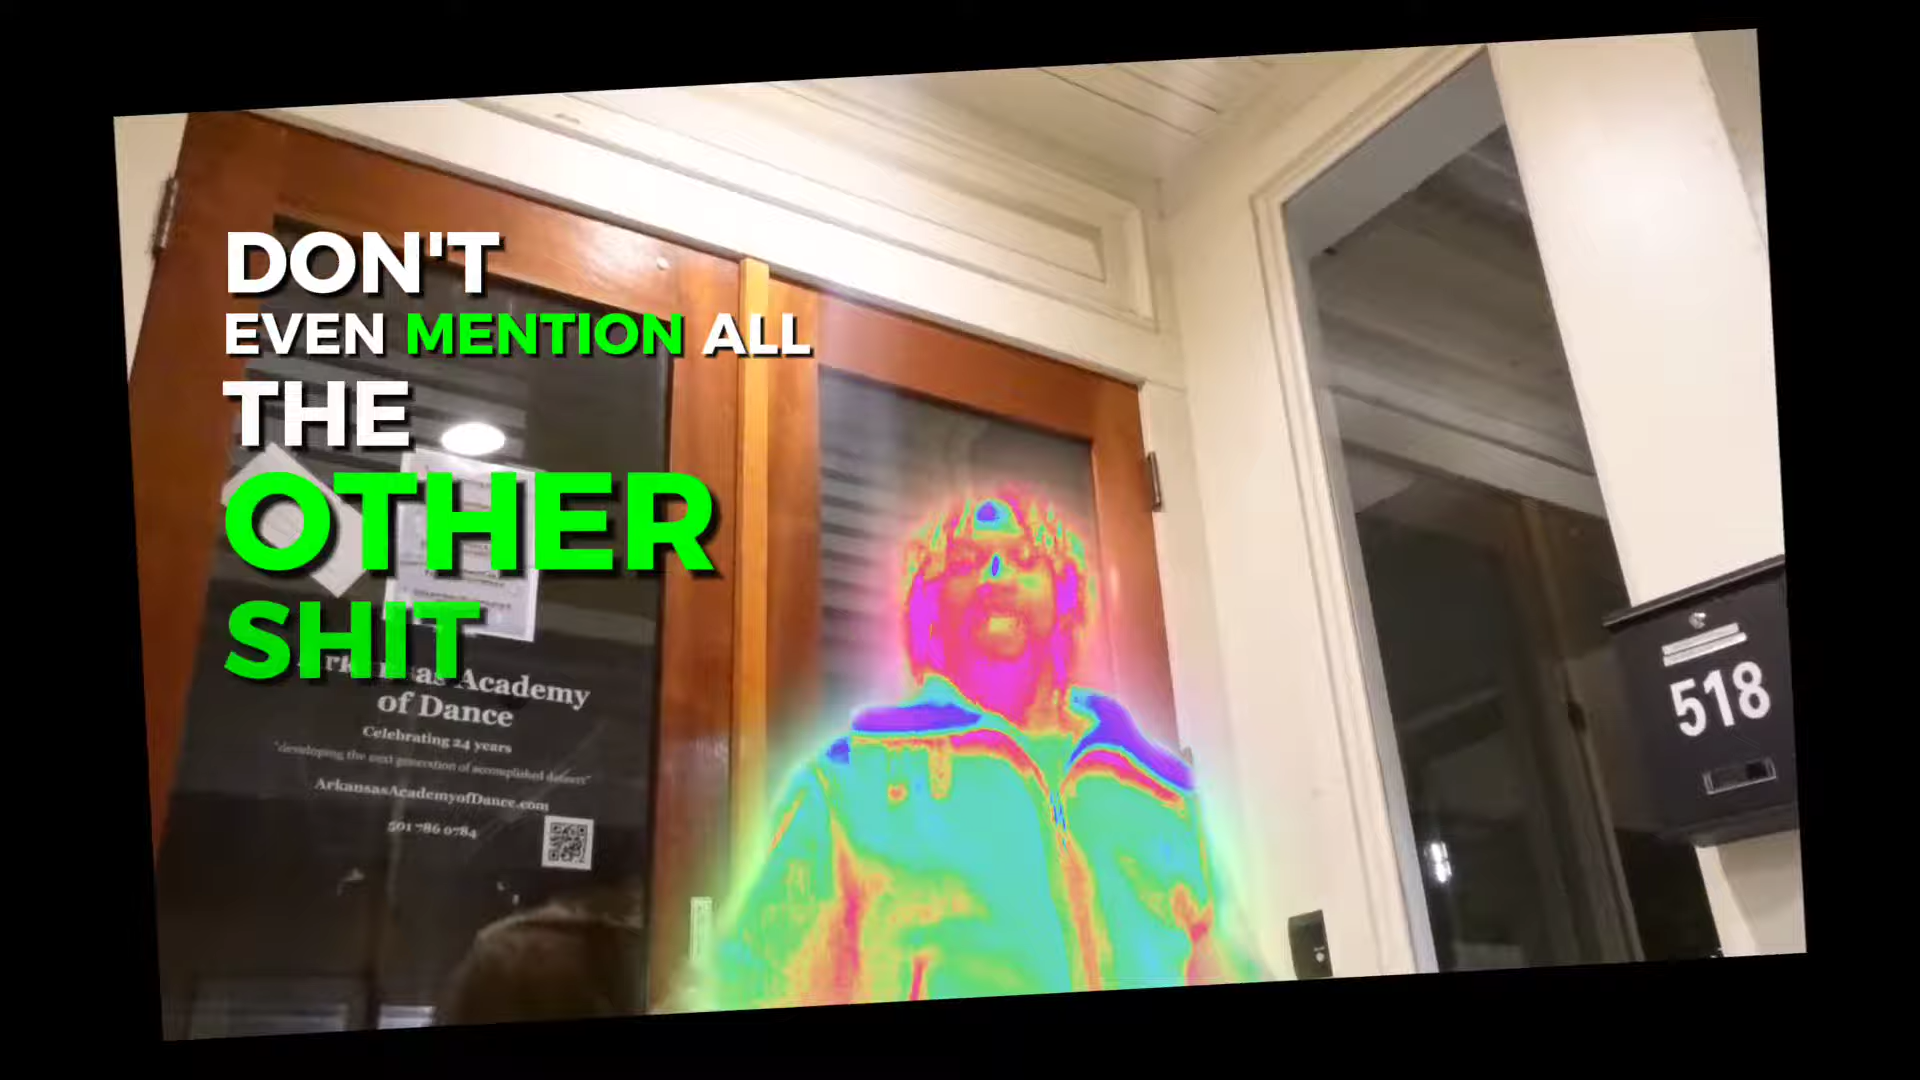 DON'T
EVEN MENTION ALL
THE
OTHER
SHIT
Arkansas Academy
of Dance
Celebrating 24 years
"developing the next generation of accomplished dancers"
ArkansasAcademyofDance.com
501 786 0784
518